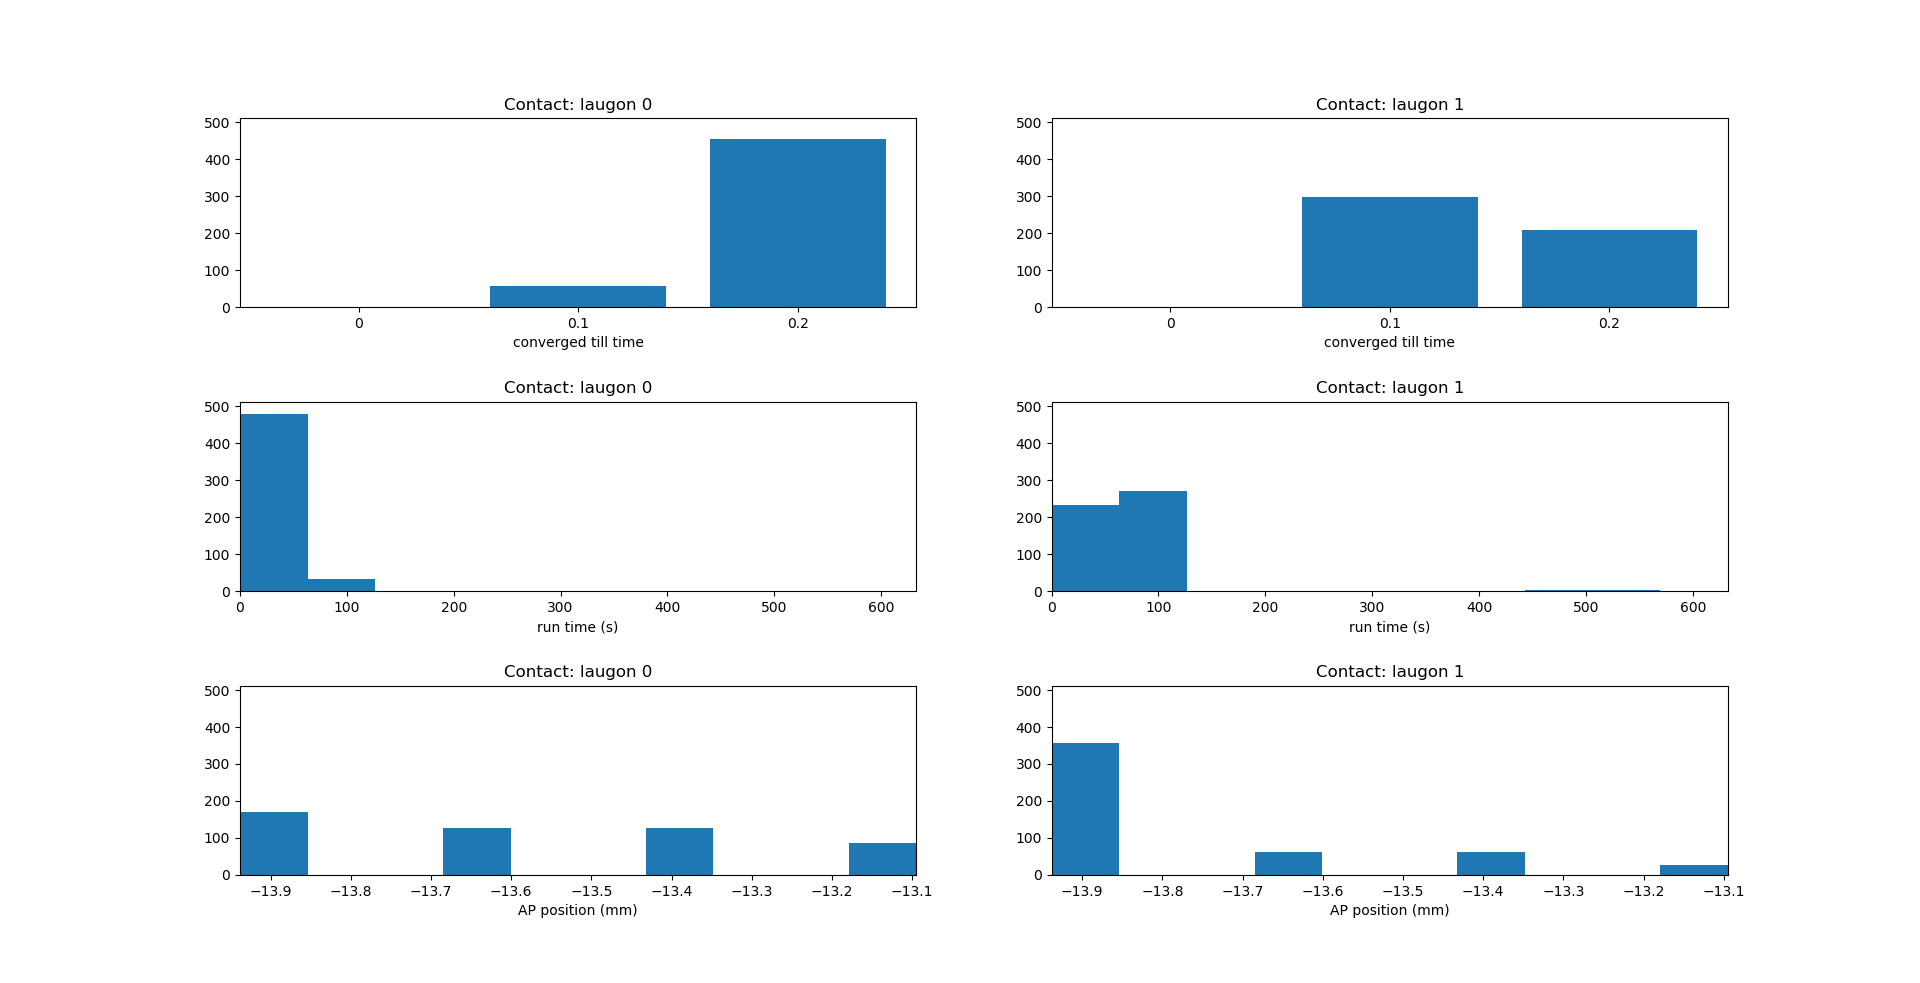 Contact: laugon 0
500
400
300
200
100
0
0 0.1 0.2
converged till time
Contact: laugon 1
500
400
300
200
100
0
0 0.1 0.2
converged till time
Contact: laugon 0
500
400
300
200
100
0
0 100 200 300 400 500 600
run time (s)
Contact: laugon 1
500
400
300
200
100
0
0 100 200 300 400 500 600
run time (s)
Contact: laugon 0
500
400
300
200
100
0
−13.9 −13.8 −13.7 −13.6 −13.5 −13.4 −13.3 −13.2 −13.1
AP position (mm)
Contact: laugon 1
500
400
300
200
100
0
−13.9 −13.8 −13.7 −13.6 −13.5 −13.4 −13.3 −13.2 −13.1
AP position (mm)